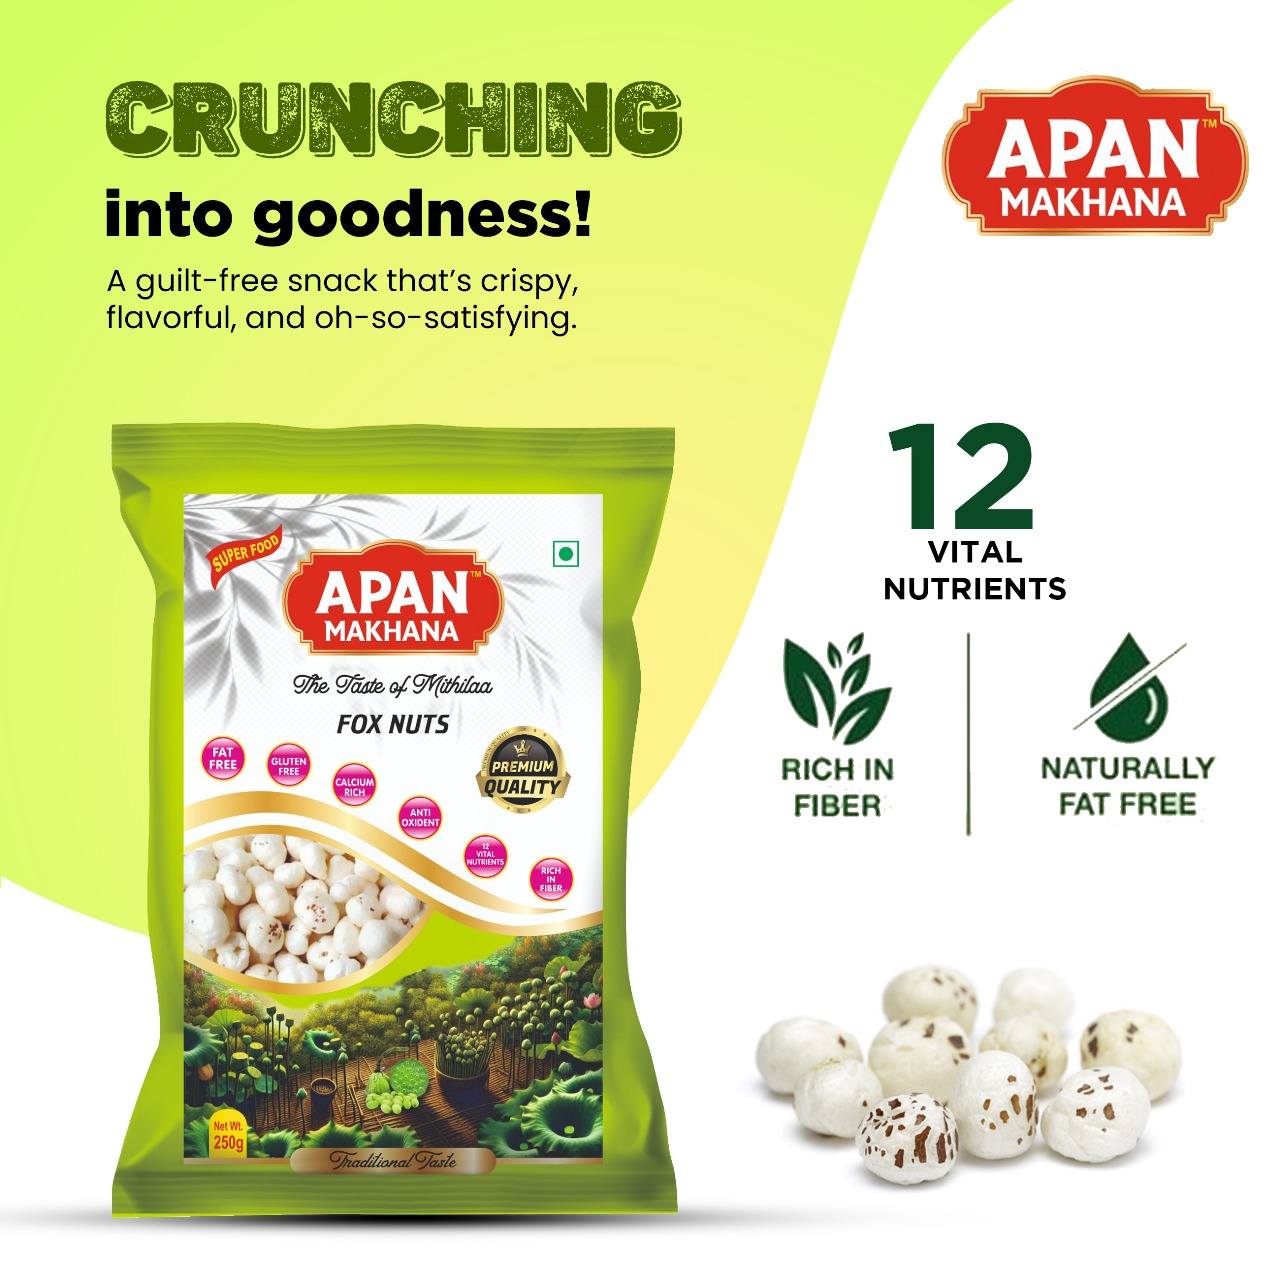 CRUNCHING
into goodness!
A guilt-free snack that's crispy,
flavorful, and oh-so-satisfying.
APAN™
MAKHANA
12
VITAL
NUTRIENTS
RICH IN
FIBER
NATURALLY
FAT FREE
SUPER FOOD
APAN™
MAKHANA
The Taste of Mithilaa
FOX NUTS
FAT
FREE
GLUTEN
FREE
CALCIUM
RICH
ANTI
OXIDENT
12
VITAL
NUTRIENTS
RICH
IN
FIBER
PREMIUM
QUALITY
Net Wt.
250g
Traditional Taste